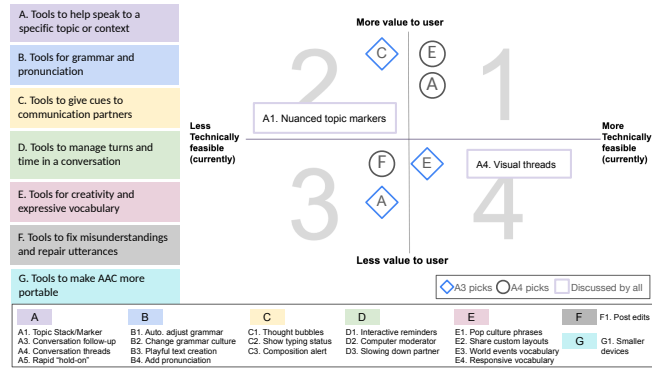 A. Tools to help speak to a
specific topic or context
B. Tools for grammar and
pronunciation
C. Tools to give cues to
communication partners
D. Tools to manage turns and
time in a conversation
E. Tools for creativity and
expressive vocabulary
F. Tools to fix misunderstandings
and repair utterances
G. Tools to make AAC more
portable
More value to user
2
C
E
A
1
A1. Nuanced topic markers
Less
Technically
feasible
(currently)
More
Technically
feasible
(currently)
3
F
E
A4. Visual threads
A
4
Less value to user
A3 picks
A4 picks
Discussed by all
A
A1. Topic Stack/Marker
A3. Conversation follow-up
A4. Conversation threads
A5. Rapid "hold-on"
B
B1. Auto. adjust grammar
B2. Change grammar culture
B3. Playful text creation
B4. Add pronunciation
C
C1. Thought bubbles
C2. Show typing status
C3. Composition alert
D
D1. Interactive reminders
D2. Computer moderator
D3. Slowing down partner
E
E1. Pop culture phrases
E2. Share custom layouts
E3. World events vocabulary
E4. Responsive vocabulary
F
F1. Post edits
G
G1. Smaller
devices